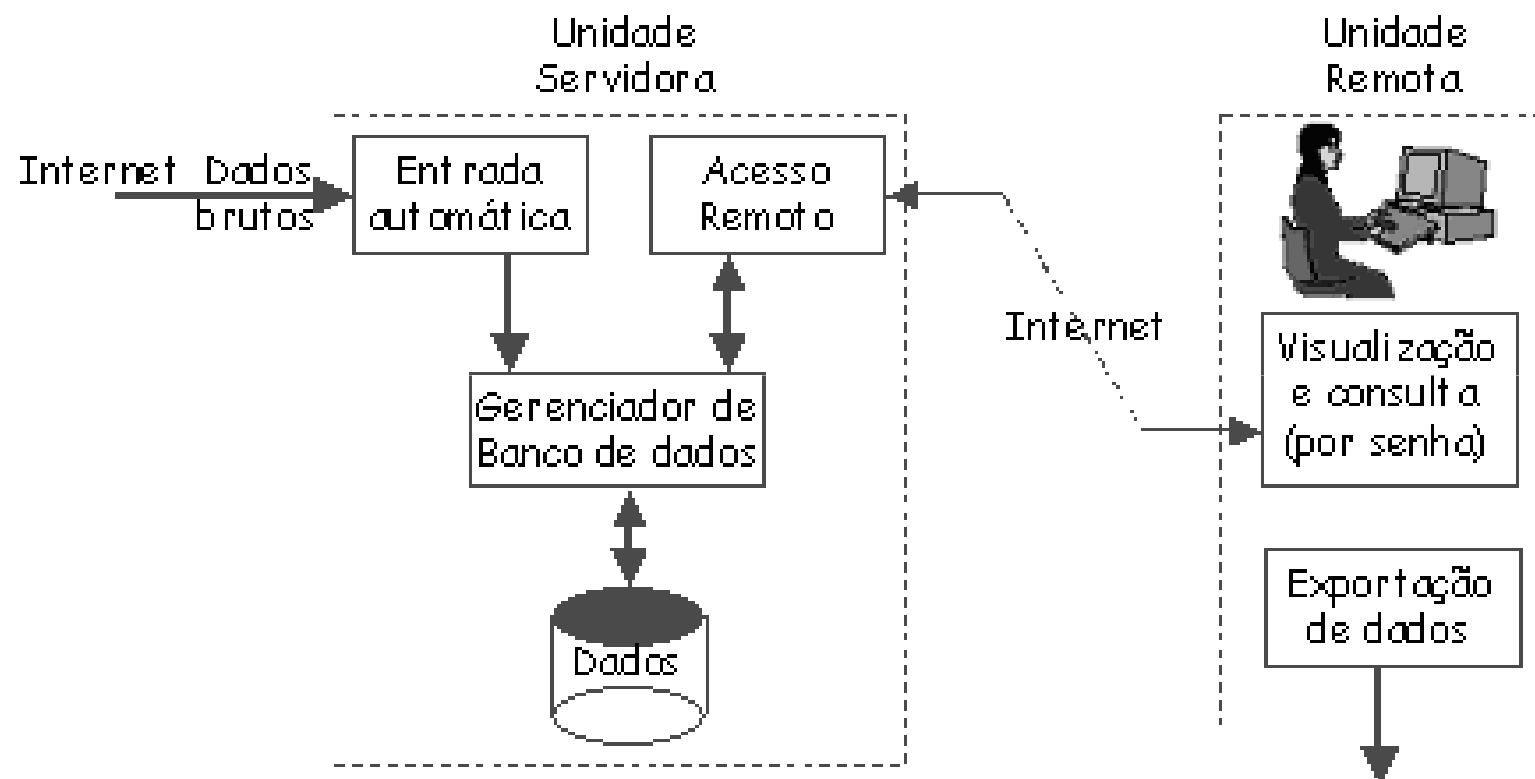 Unidade
Servidora
Unidade
Remota
Internet Dados
brutos
Entrada
automática
Acesso
Remoto
Internet
Gerenciador de
Banco de dados
Dados
Visualização
e consulta
(por senha)
Exportação
de dados